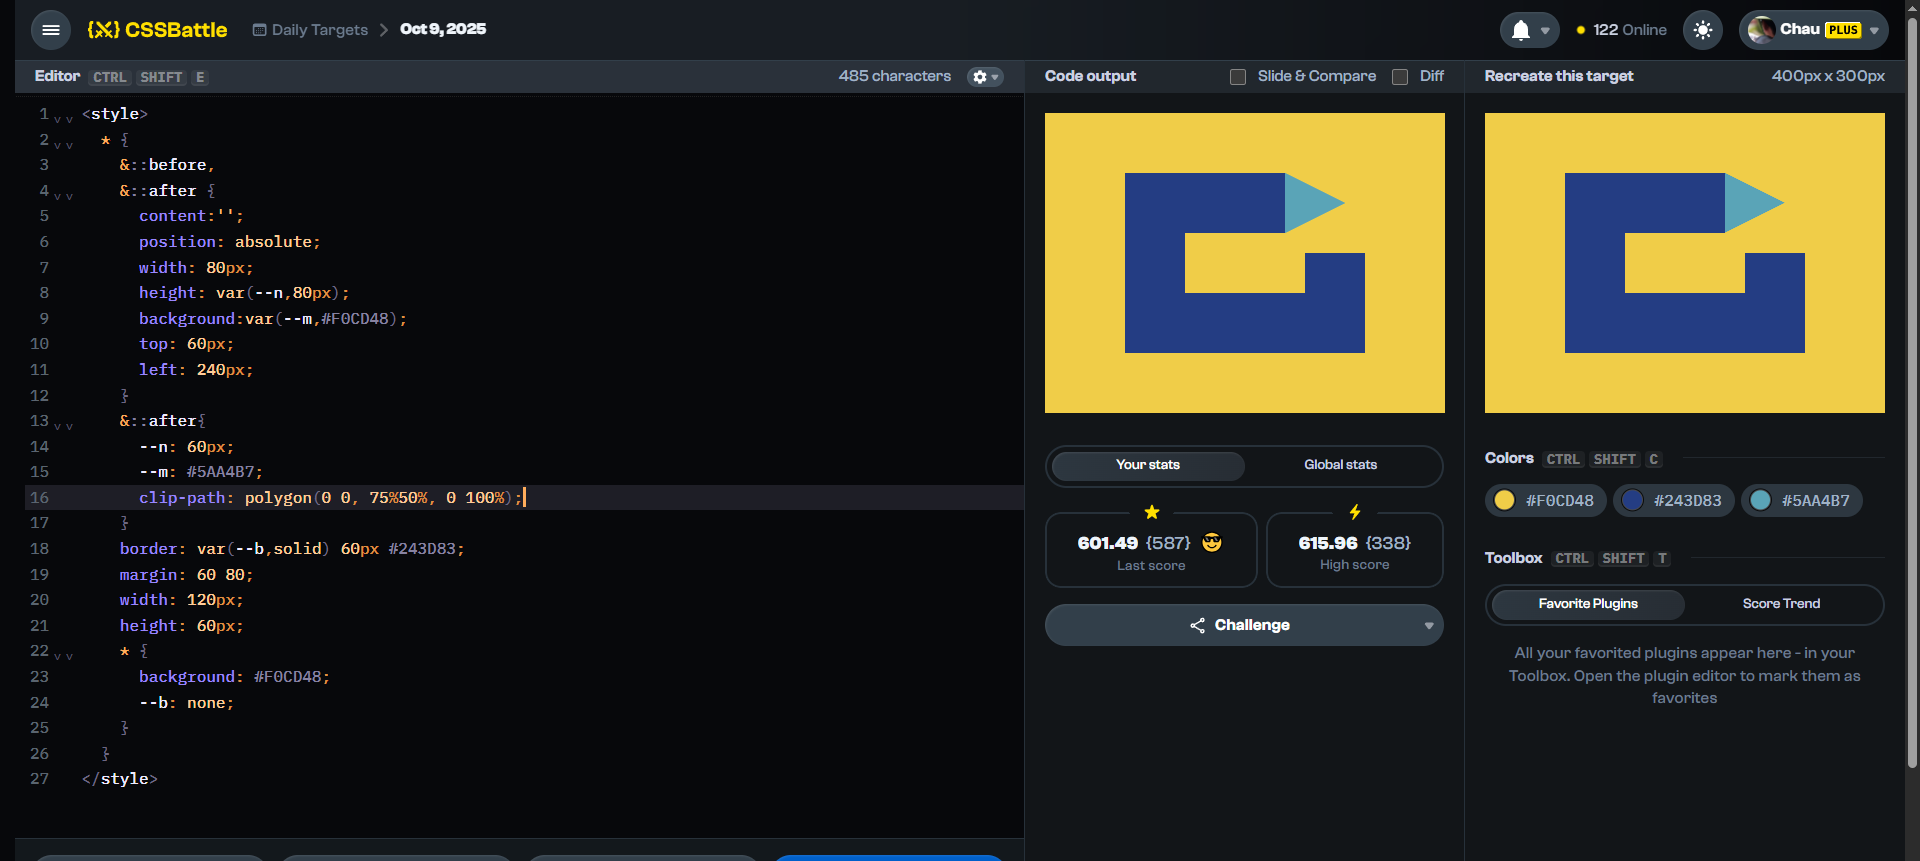 CSSBattle
Daily Targets > Oct 9, 2025
122 Online
Chau PLUS
Editor CTRL SHIFT E
485 characters
1 <style>
2 * {
3 &::before,
4 &::after {
5 content:'';
6 position: absolute;
7 width: 80px;
8 height: var(--n,80px);
9 background:var(--m,#F0CD48);
10 top: 60px;
11 left: 240px;
12 }
13 &::after{
14 --n: 60px;
15 --m: #5AA4B7;
16 clip-path: polygon(0 0, 75%50%, 0 100%);
17 }
18 border: var(--b,solid) 60px #243D83;
19 margin: 60 80;
20 width: 120px;
21 height: 60px;
22 * {
23 background: #F0CD48;
24 --b: none;
25 }
26 }
27 </style>
Code output
Slide & Compare
Diff
Your stats
Global stats
601.49 {587}
Last score
615.96 {338}
High score
Challenge
Recreate this target
400px x 300px
Colors CTRL SHIFT C
#F0CD48
#243D83
#5AA4B7
Toolbox CTRL SHIFT T
Favorite Plugins
Score Trend
All your favorited plugins appear here - in your
Toolbox. Open the plugin editor to mark them as
favorites